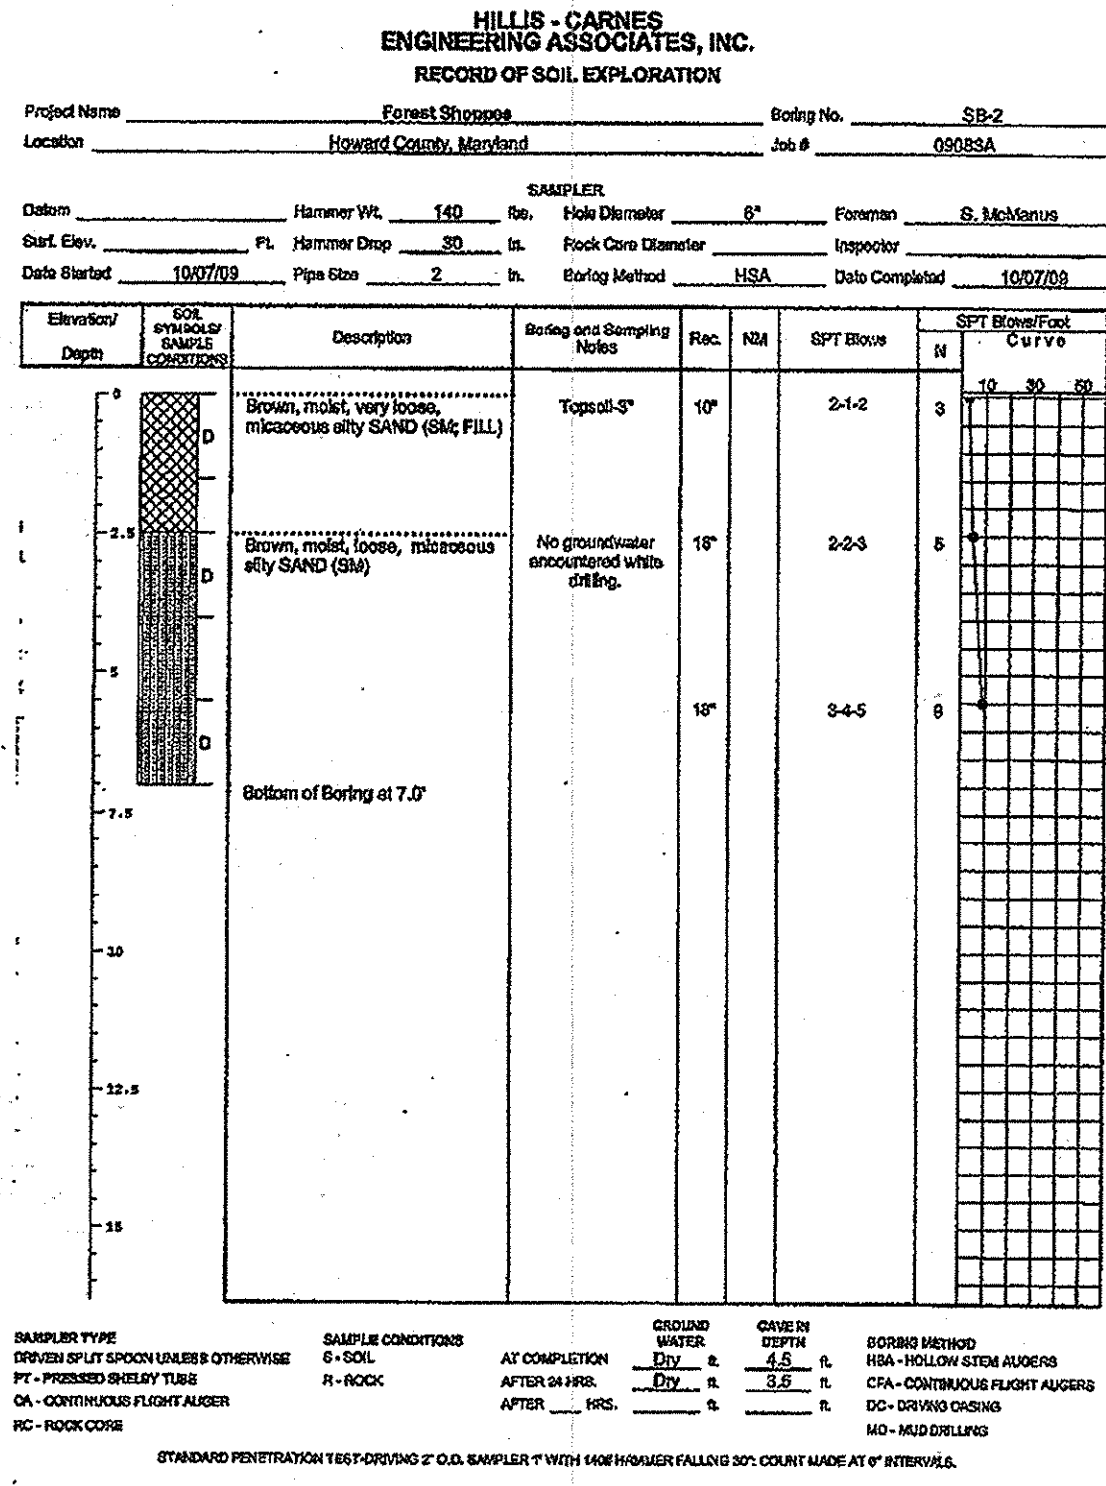 HILLIS - CARNES
ENGINEERING ASSOCIATES, INC.
RECORD OF SOIL EXPLORATION
Project Name Forest Shoppes Boring No. SB-2
Location Howard County, Maryland Job # 09083A
SAMPLER
Datum Hammer Wt. 140 lbs. Hole Diameter 6" Foreman S. McManus
Surf. Elev. Ft. Hammer Drop 30 in. Rock Core Diameter Inspector
Date Started 10/07/09 Pipe Size 2 in. Boring Method HSA Date Completed 10/07/09
Elevation/
Depth
SOIL
SYMBOLS/
SAMPLE
CONDITIONS
Description
Boring and Sampling
Notes
Rec.
NM
SPT Blows
SPT Blows/Foot
N
Curve
10 30 50
0
Brown, moist, very loose,
micaceous silty SAND (SM; FILL)
Topsoil-3"
10"
2-1-2
3
D
2.5
Brown, moist, loose, micaceous
silty SAND (SM)
No groundwater
encountered while
drilling.
18"
2-2-3
5
D
5
18"
3-4-5
D
Bottom of Boring at 7.0'
7.5
10
12.5
15
SAMPLER TYPE
DRIVEN SPLIT SPOON UNLESS OTHERWISE
PT - PRESSED SHELBY TUBE
CA - CONTINUOUS FLIGHT AUGER
RC - ROCK CORE
SAMPLE CONDITIONS
S - SOIL
R - ROCK
GROUND
WATER
CAVE IN
DEPTH
AT COMPLETION Dry ft. 4.5 ft.
AFTER 24 HRS. Dry ft. 3.5 ft.
AFTER HRS. ft. ft.
BORING METHOD
HSA - HOLLOW STEM AUGERS
CFA - CONTINUOUS FLIGHT AUGERS
DC - DRIVING CASING
MD - MUD DRILLING
STANDARD PENETRATION TEST-DRIVING 2" O.D. SAMPLER 1' WITH 140# HAMMER FALLING 30": COUNT MADE AT 6" INTERVALS.